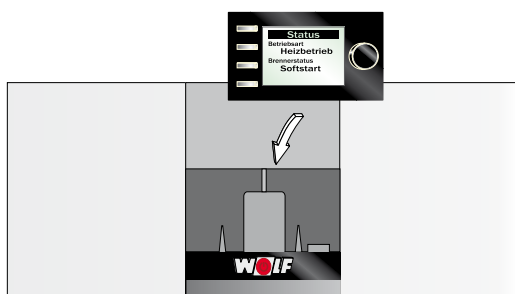 Status
Betriebsart
Heizbetrieb
Brennerstatus
Softstart
WOLF